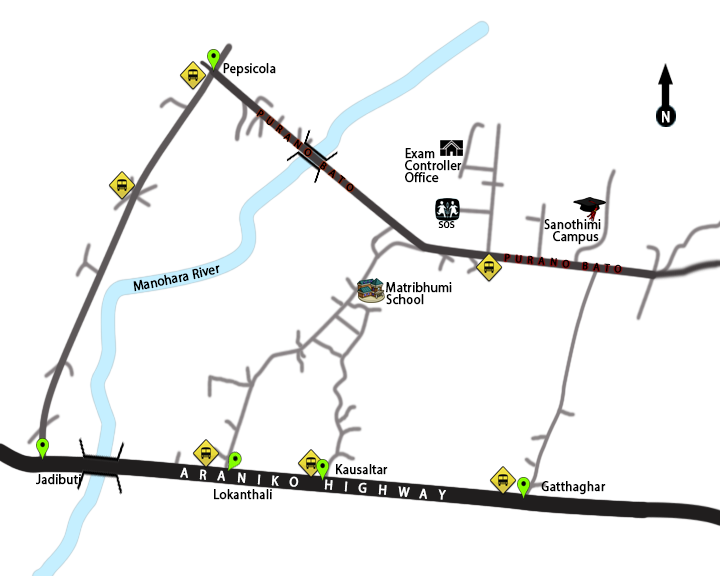 Pepsicola
PURANO BATO
N
Exam
Controller
Office
SOS
Sanothimi
Campus
PURANO BATO
Manohara River
Matribhumi
School
Jadibuti
Lokanthali
Kausaltar
Gatthaghar
ARANIKO HIGHWAY